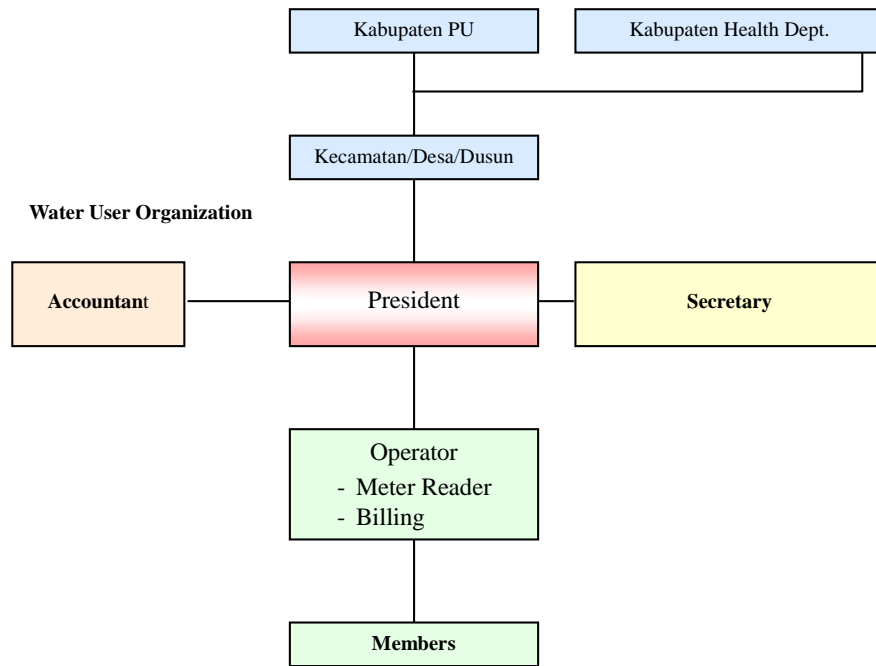 Kabupaten PU
Kabupaten Health Dept.
Kecamatan/Desa/Dusun
Water User Organization
Accountant
President
Secretary
Operator
- Meter Reader
- Billing
Members